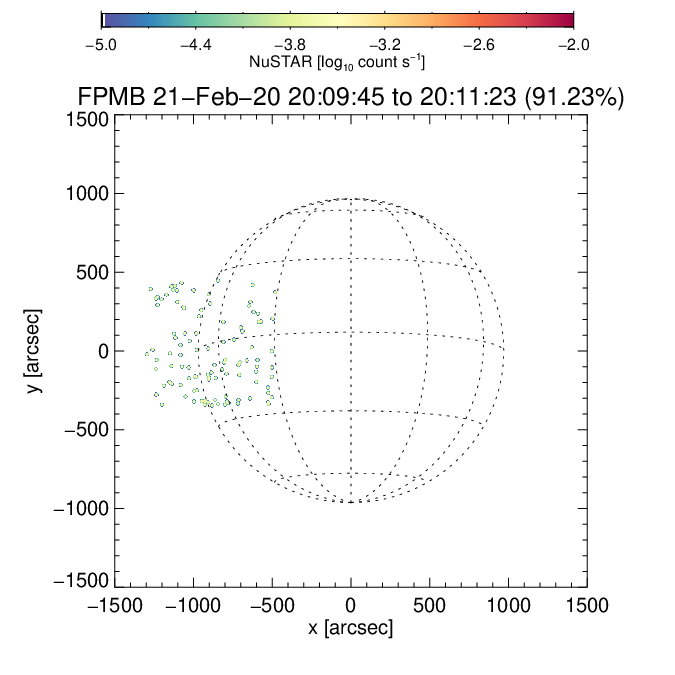 −5.0 −4.4 −3.8 −3.2 −2.6 −2.0
NuSTAR [log10 count s−1]
FPMB 21−Feb−20 20:09:45 to 20:11:23 (91.23%)
1500
1000
500
0
−500
−1000
−1500
y [arcsec]
−1500 −1000 −500 0 500 1000 1500
x [arcsec]